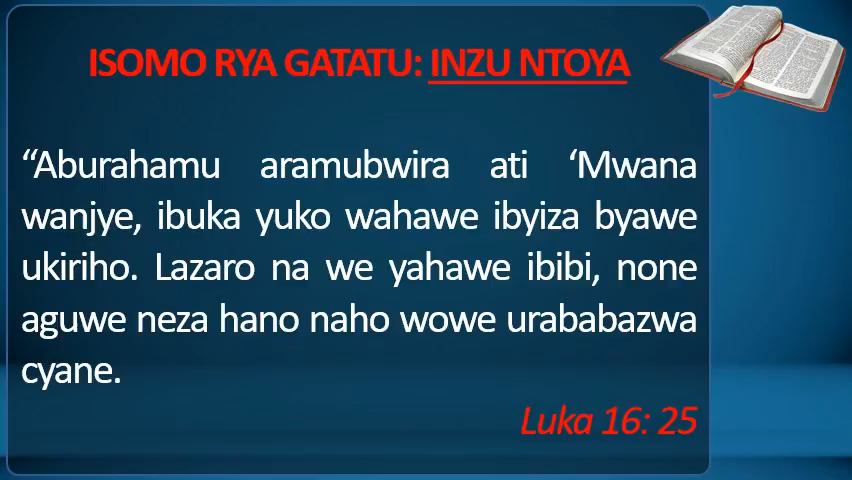 ISOMO RYA GATATU: INZU NTOYA
“Aburahamu aramubwira ati ‘Mwana
wanjye, ibuka yuko wahawe ibyiza byawe
ukiriho. Lazaro na we yahawe ibibi, none
aguwe neza hano naho wowe urababazwa
cyane.
Luka 16: 25